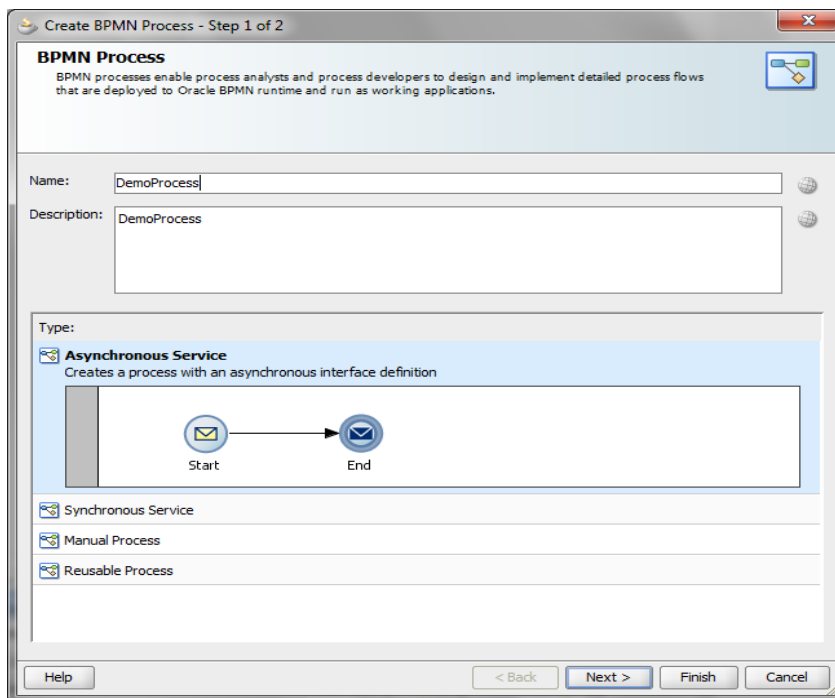 Create BPMN Process - Step 1 of 2
BPMN Process
BPMN processes enable process analysts and process developers to design and implement detailed process flows
that are deployed to Oracle BPMN runtime and run as working applications.
Name:
DemoProcess
Description:
DemoProcess
Type:
Asynchronous Service
Creates a process with an asynchronous interface definition
Start
End
Synchronous Service
Manual Process
Reusable Process
Help
< Back
Next >
Finish
Cancel